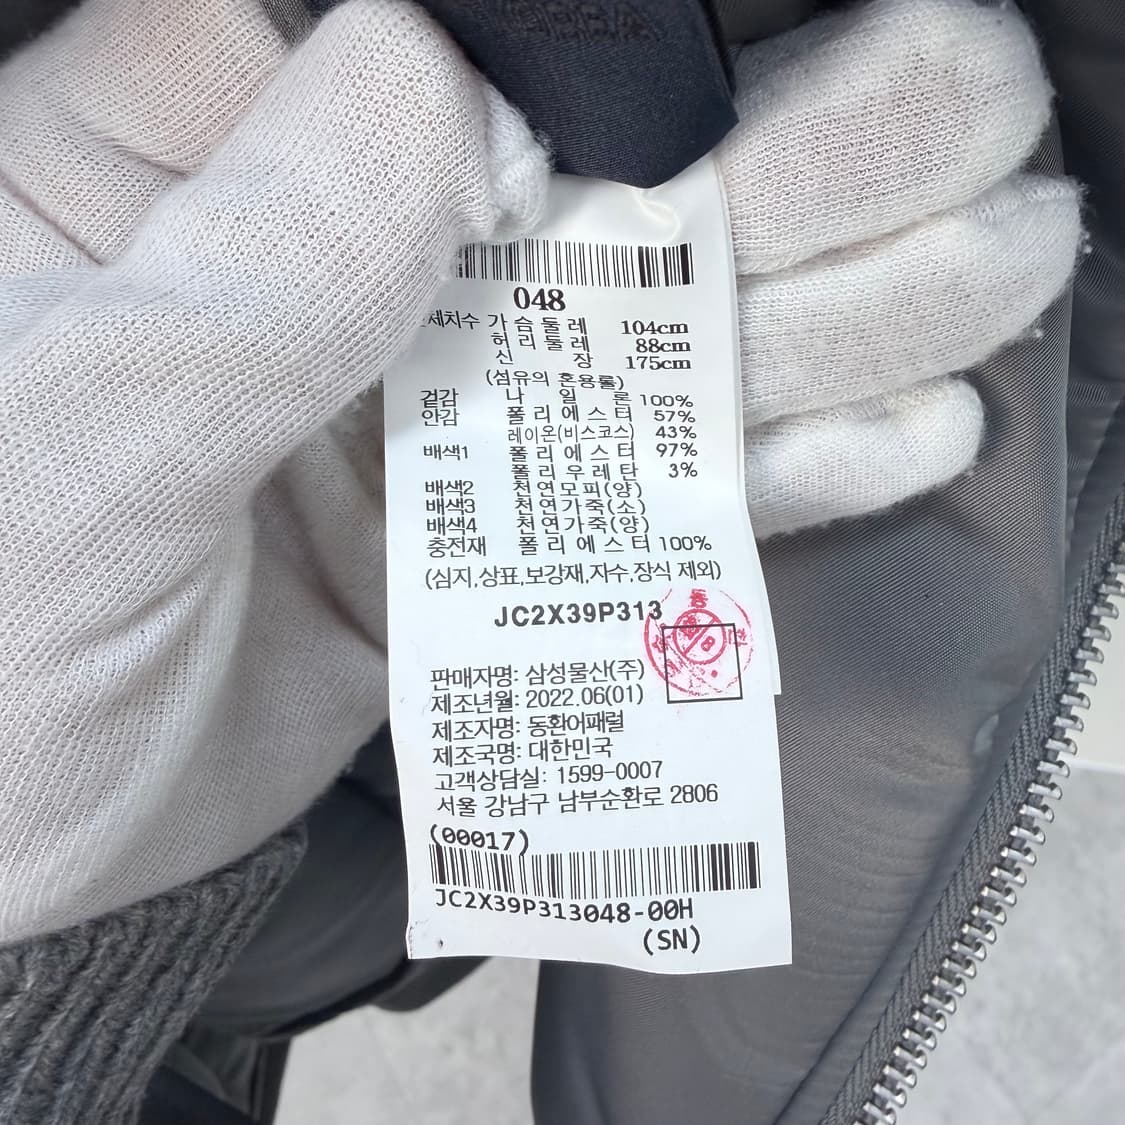 048
체치수 가슴둘레 104cm
허리둘레 88cm
신장 175cm
(섬유의 혼용률)
겉감 나일론 100%
안감 폴리에스터 57%
레이온(비스코스) 43%
배색1 폴리에스터 97%
폴리우레탄 3%
배색2 천연모피(양)
배색3 천연가죽(소)
배색4 천연가죽(양)
충전재 폴리에스터 100%
(심지,상표,보강재,자수,장식 제외)
JC2X39P313
판매자명: 삼성물산(주)
제조년월: 2022.06(01)
제조자명: 동환어패럴
제조국명: 대한민국
고객상담실: 1599-0007
서울 강남구 남부순환로 2806
(00017)
JC2X39P313048-00H
(SN)